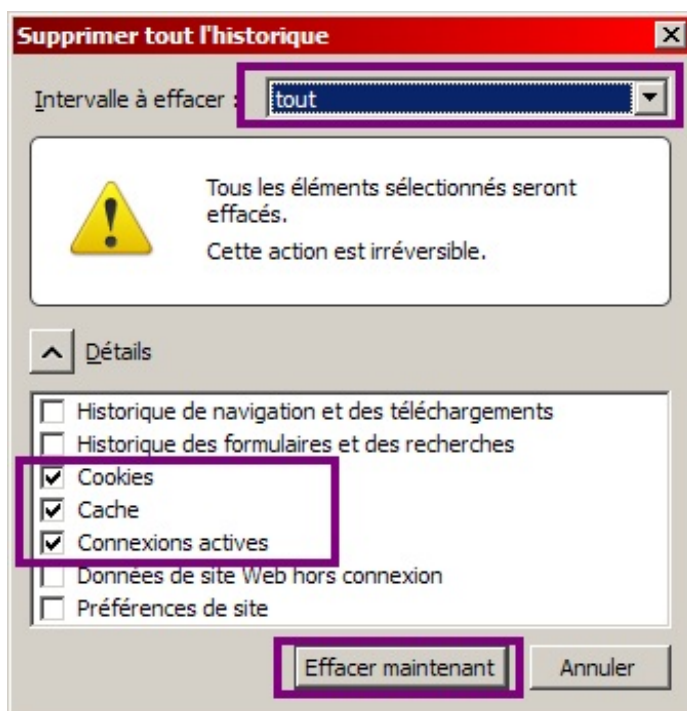 Supprimer tout l'historique
Intervalle à effacer : tout
Tous les éléments sélectionnés seront
effacés.
Cette action est irréversible.
Détails
Historique de navigation et des téléchargements
Historique des formulaires et des recherches
Cookies
Cache
Connexions actives
Données de site Web hors connexion
Préférences de site
Effacer maintenant Annuler